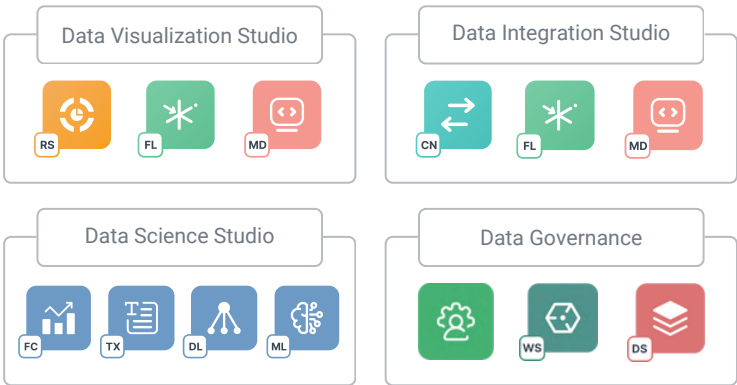 Data Visualization Studio
RS
FL
MD
Data Integration Studio
CN
FL
MD
Data Science Studio
FC
TX
DL
ML
Data Governance
WS
DS